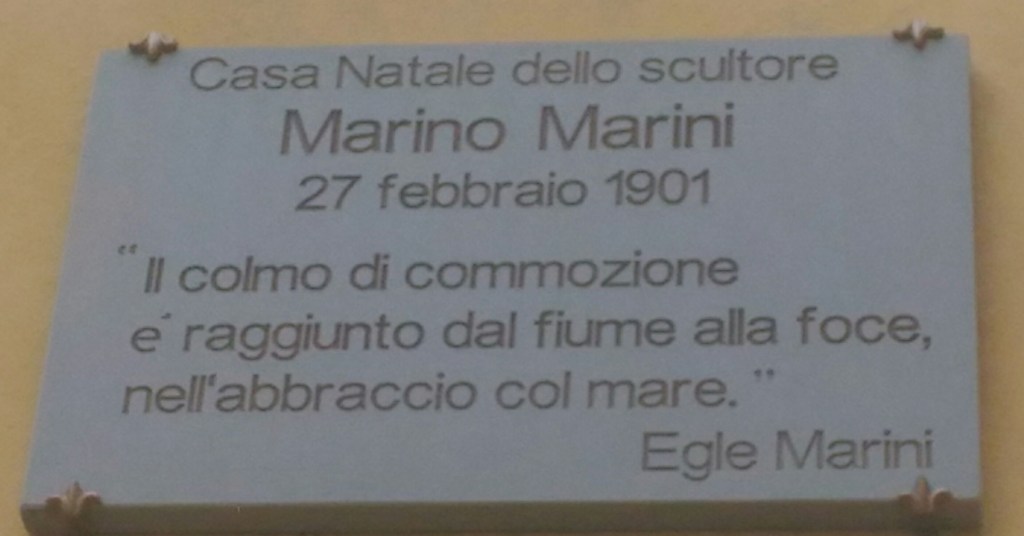 Casa Natale dello scultore
Marino Marini
27 febbraio 1901
“Il colmo di commozione
e´ raggiunto dal fiume alla foce,
nell'abbraccio col mare.”
Egle Marini